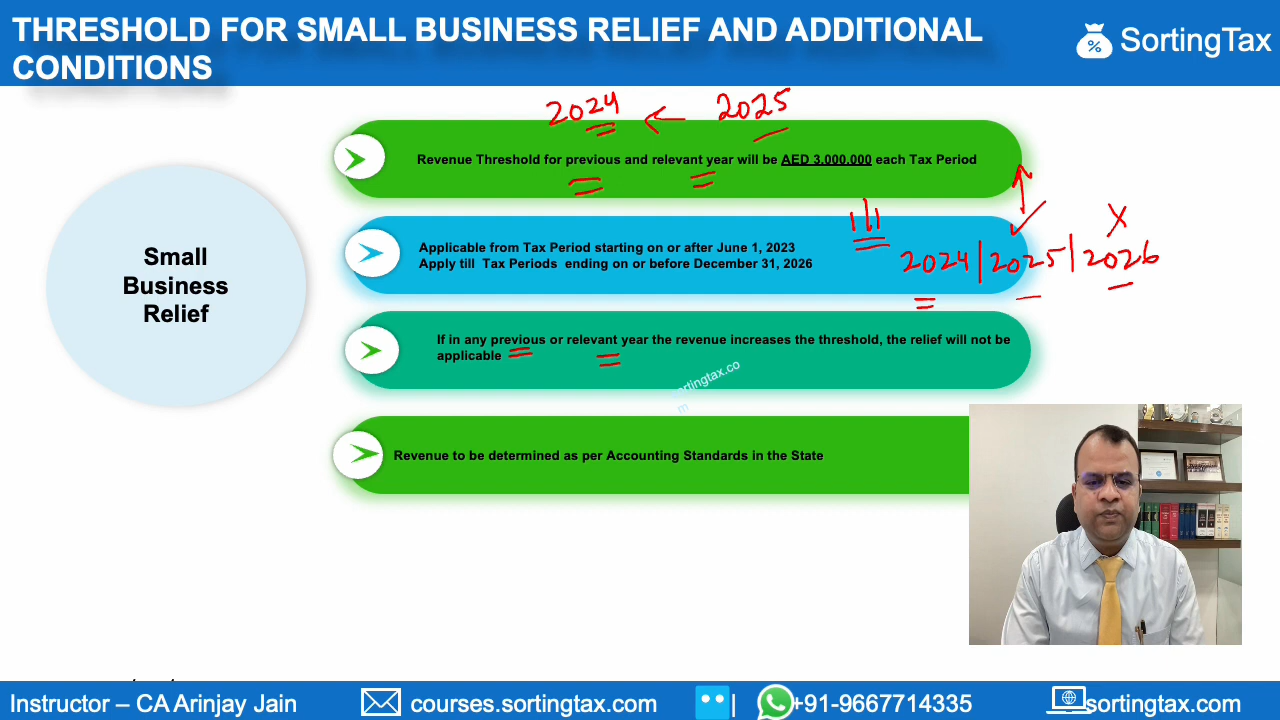 THRESHOLD FOR SMALL BUSINESS RELIEF AND ADDITIONAL
CONDITIONS
SortingTax
2024 ← 2025
Revenue Threshold for previous and relevant year will be AED 3,000,000 each Tax Period
Small
Business
Relief
Applicable from Tax Period starting on or after June 1, 2023
Apply till Tax Periods ending on or before December 31, 2026
X
2024 | 2025 | 2026
If in any previous or relevant year the revenue increases the threshold, the relief will not be
applicable
ortingtax.co
m
Revenue to be determined as per Accounting Standards in the State
Instructor – CA Arinjay Jain
courses.sortingtax.com
|
+91-9667714335
sortingtax.com